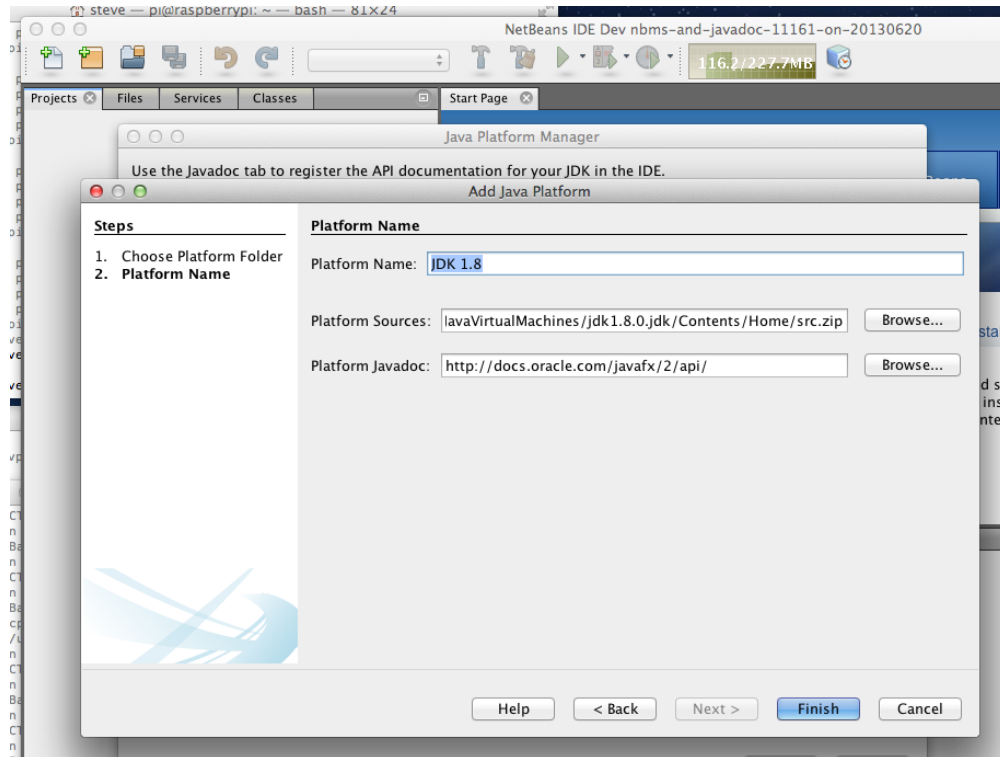 steve — pi@raspberrypi: ~ — bash — 81×24
NetBeans IDE Dev nbms-and-javadoc-11161-on-20130620
116.2/227.7MB
Projects Files Services Classes Start Page
Java Platform Manager
Use the Javadoc tab to register the API documentation for your JDK in the IDE.
Add Java Platform
Steps
1. Choose Platform Folder
2. Platform Name
Platform Name
Platform Name: JDK 1.8
Platform Sources: lavaVirtualMachines/jdk1.8.0.jdk/Contents/Home/src.zip Browse...
Platform Javadoc: http://docs.oracle.com/javafx/2/api/ Browse...
Help < Back Next > Finish Cancel